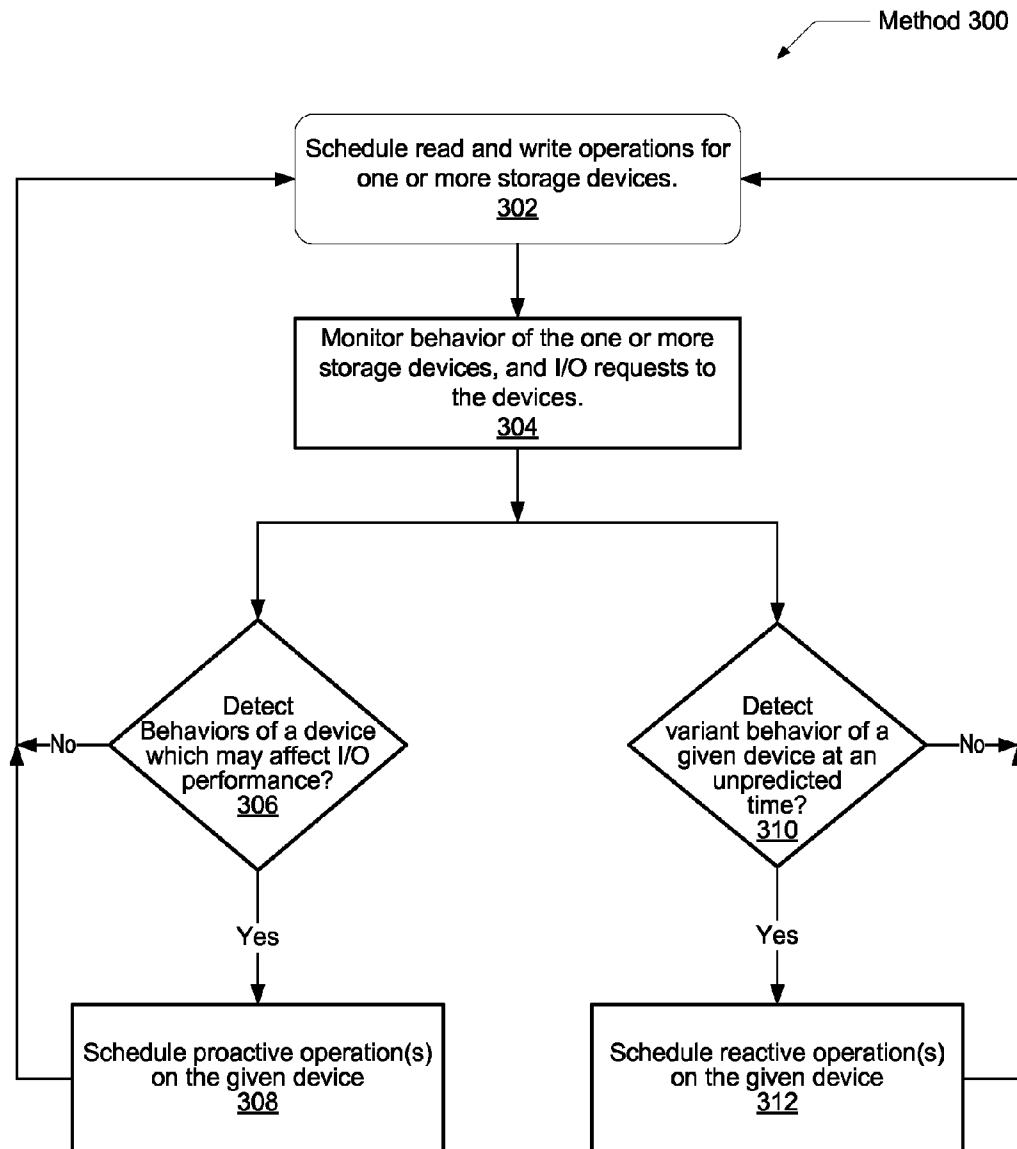 Method 300
Schedule read and write operations for
one or more storage devices.
302
Monitor behavior of the one or more
storage devices, and I/O requests to
the devices.
304
Detect
Behaviors of a device
which may affect I/O
performance?
306
No
Yes
Schedule proactive operation(s)
on the given device
308
Detect
variant behavior of a
given device at an
unpredicted
time?
310
No
Yes
Schedule reactive operation(s)
on the given device
312